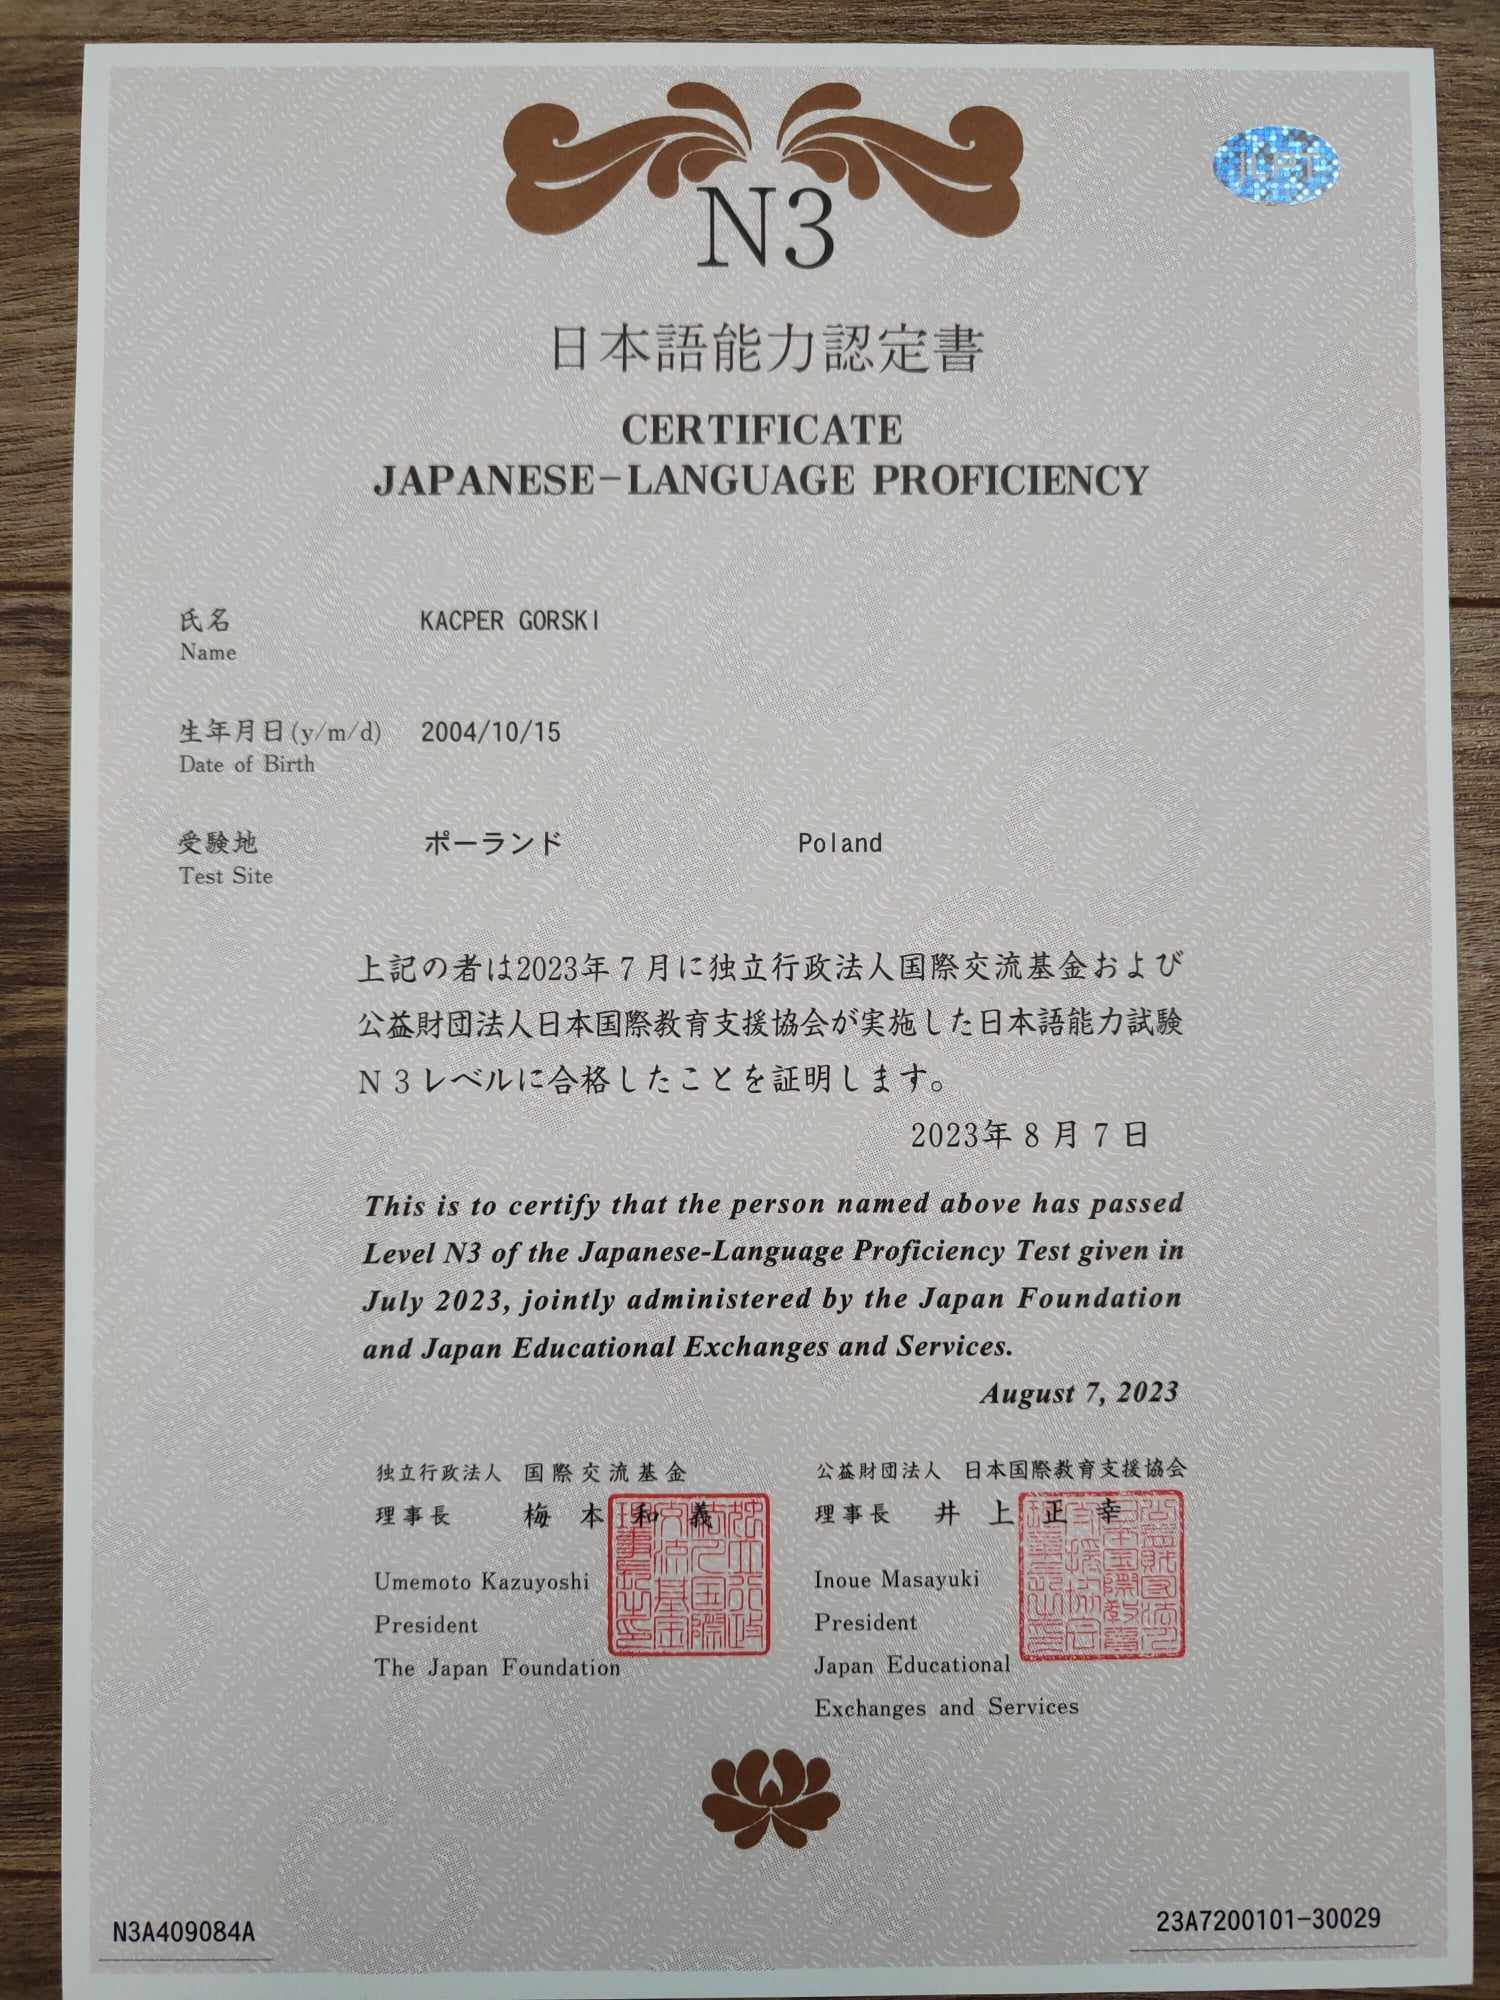 JLPT
N3
日本語能力認定書
CERTIFICATE
JAPANESE-LANGUAGE PROFICIENCY
氏名 KACPER GORSKI
Name
生年月日(y/m/d) 2004/10/15
Date of Birth
受験地 ポーランド Poland
Test Site
上記の者は2023年7月に独立行政法人国際交流基金および
公益財団法人日本国際教育支援協会が実施した日本語能力試験
N3レベルに合格したことを証明します。
2023年8月7日
This is to certify that the person named above has passed
Level N3 of the Japanese-Language Proficiency Test given in
July 2023, jointly administered by the Japan Foundation
and Japan Educational Exchanges and Services.
August 7, 2023
独立行政法人 国際交流基金
理事長 梅本和義
Umemoto Kazuyoshi
President
The Japan Foundation
公益財団法人 日本国際教育支援協会
理事長 井上正幸
Inoue Masayuki
President
Japan Educational
Exchanges and Services
N3A409084A
23A7200101-30029